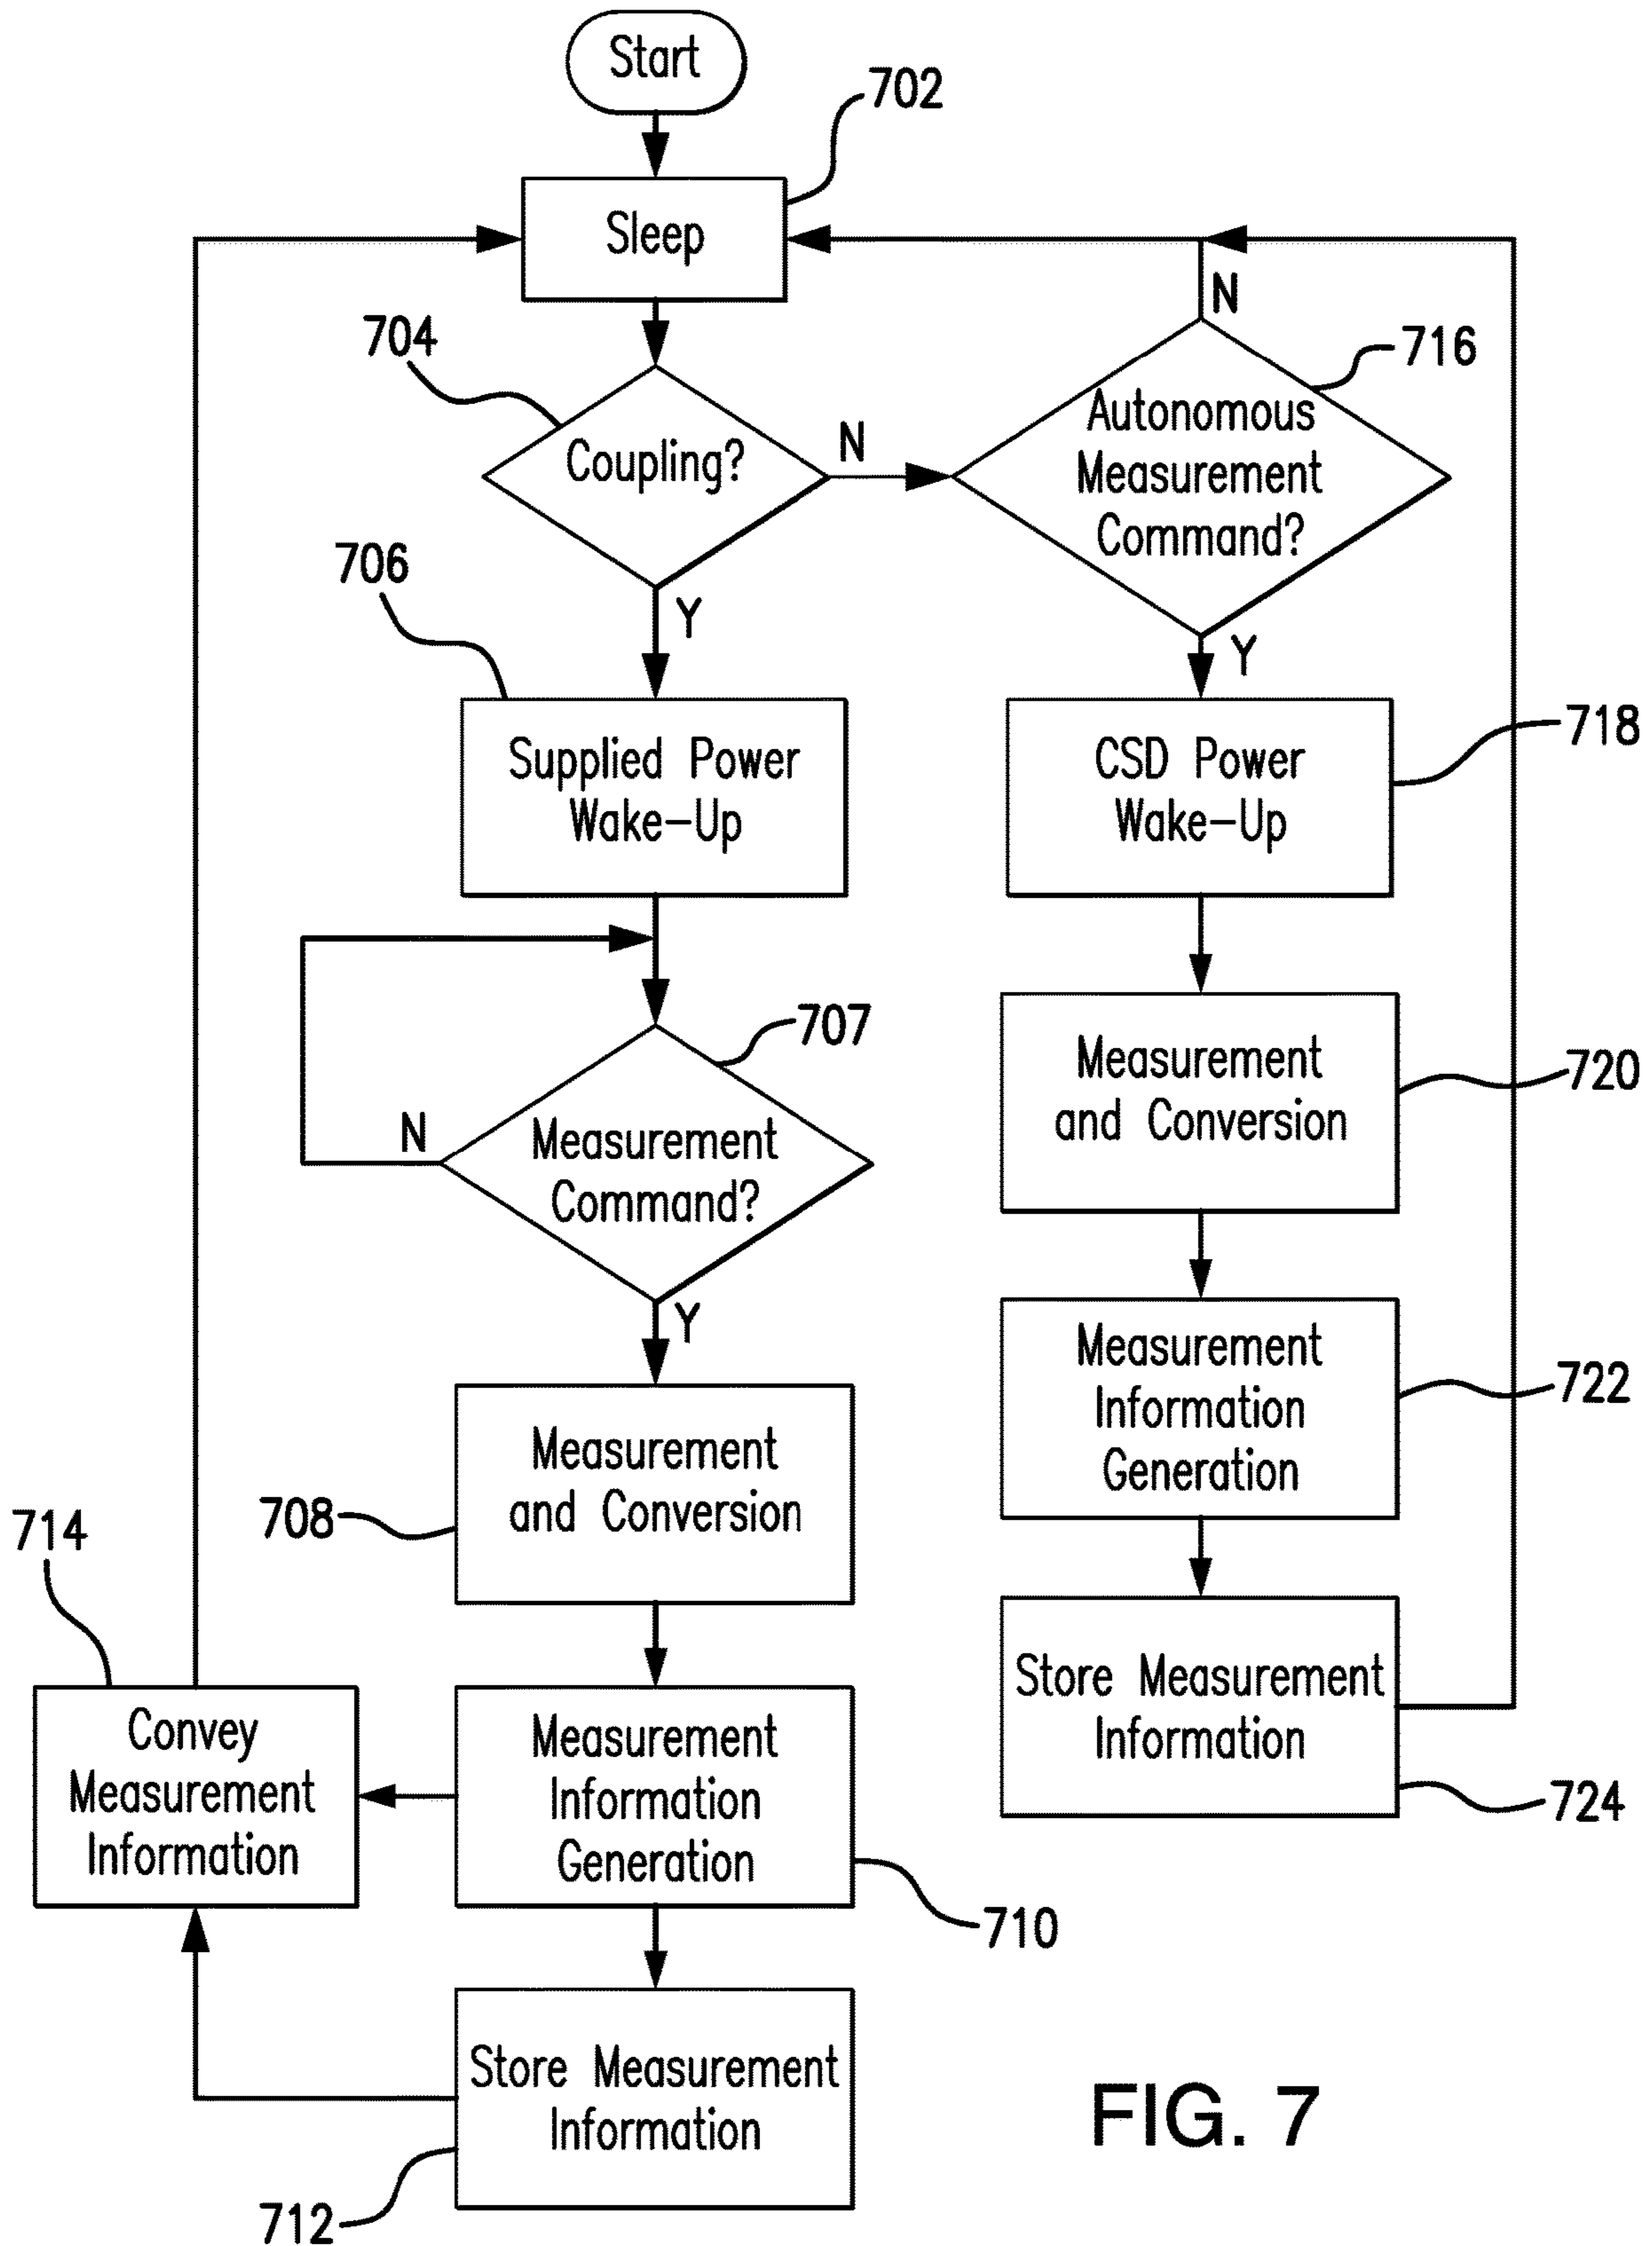 Start
702
Sleep
N
704
716
Coupling?
N
Autonomous
Measurement
Command?
706
Y
Y
Supplied Power
Wake-Up
CSD Power
Wake-Up
718
707
N
Measurement
Command?
Measurement
and Conversion
720
Y
Measurement
Information
Generation
722
Measurement
and Conversion
708
714
Convey
Measurement
Information
Measurement
Information
Generation
710
Store Measurement
Information
724
Store Measurement
Information
712
FIG. 7